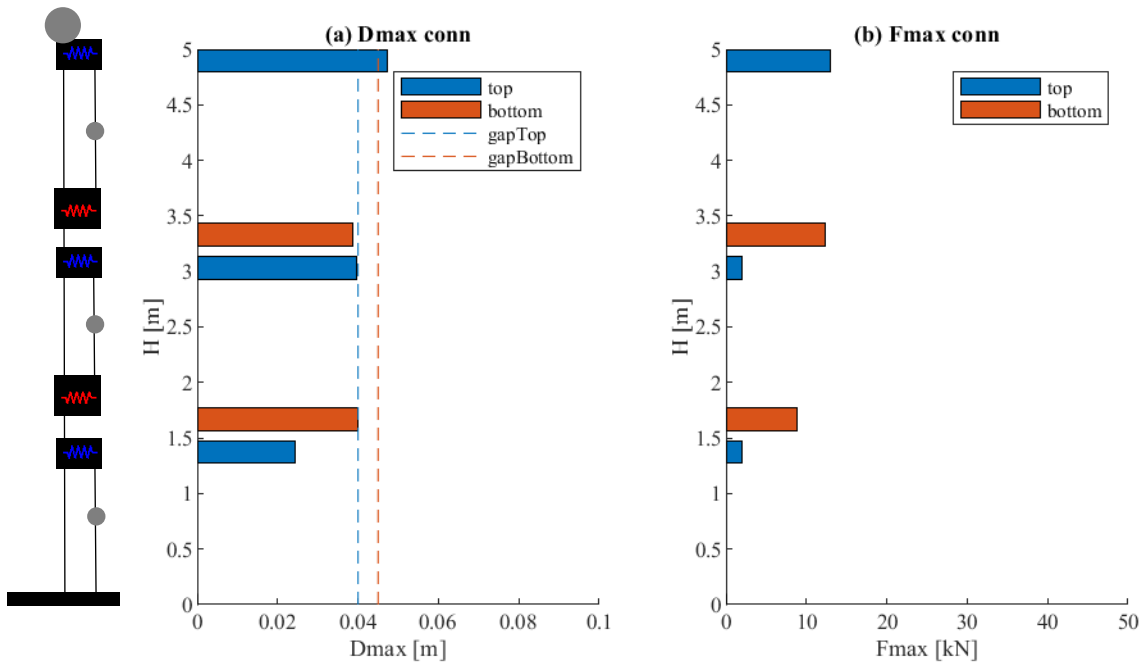 (a) Dmax conn
5
4.5
4
3.5
3
2.5
2
1.5
1
0.5
0
H [m]
top
bottom
gapTop
gapBottom
0 0.02 0.04 0.06 0.08 0.1
Dmax [m]
(b) Fmax conn
5
4.5
4
3.5
3
2.5
2
1.5
1
0.5
0
H [m]
top
bottom
0 10 20 30 40 50
Fmax [kN]